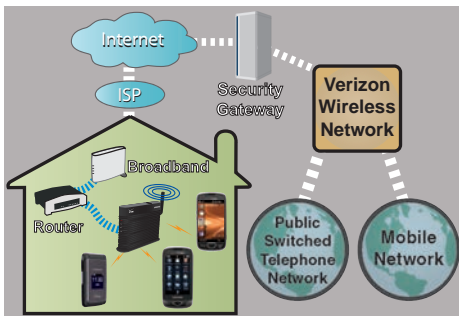 Internet
ISP
Security
Gateway
Verizon
Wireless
Network
Broadband
Router
Public
Switched
Telephone
Network
Mobile
Network